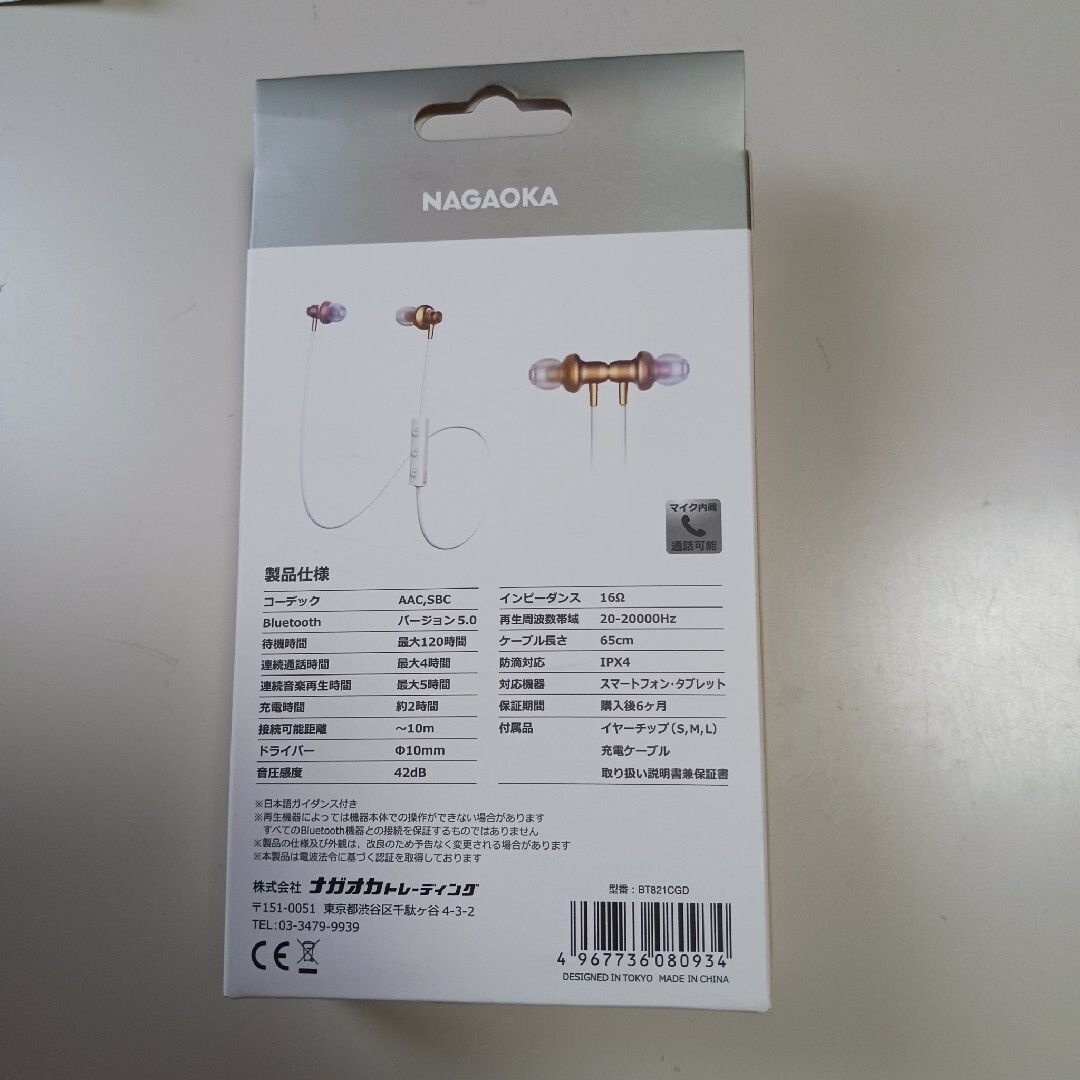 NAGAOKA
マイク内蔵
通話可能
製品仕様
コーデック AAC,SBC
Bluetooth バージョン5.0
待機時間 最大120時間
連続通話時間 最大4時間
連続音楽再生時間 最大5時間
充電時間 約2時間
接続可能距離 ～10m
ドライバー Φ10mm
音圧感度 42dB
インピーダンス 16Ω
再生周波数帯域 20-20000Hz
ケーブル長さ 65cm
防滴対応 IPX4
対応機器 スマートフォン・タブレット
保証期間 購入後6ヶ月
付属品 イヤーチップ(S,M,L)
充電ケーブル
取り扱い説明書兼保証書
※日本語ガイダンス付き
※再生機器によっては機器本体での操作ができない場合があります
すべてのBluetooth機器との接続を保証するものではありません
※製品の仕様及び外観は、改良のため予告なく変更される場合があります
※本製品は電波法令に基づく認証を取得しております
株式会社 ナガオカトレーディング
〒151-0051 東京都渋谷区千駄ヶ谷 4-3-2
TEL:03-3479-9939
CE
型番：BT821CGD
4 967736 080934
DESIGNED IN TOKYO MADE IN CHINA